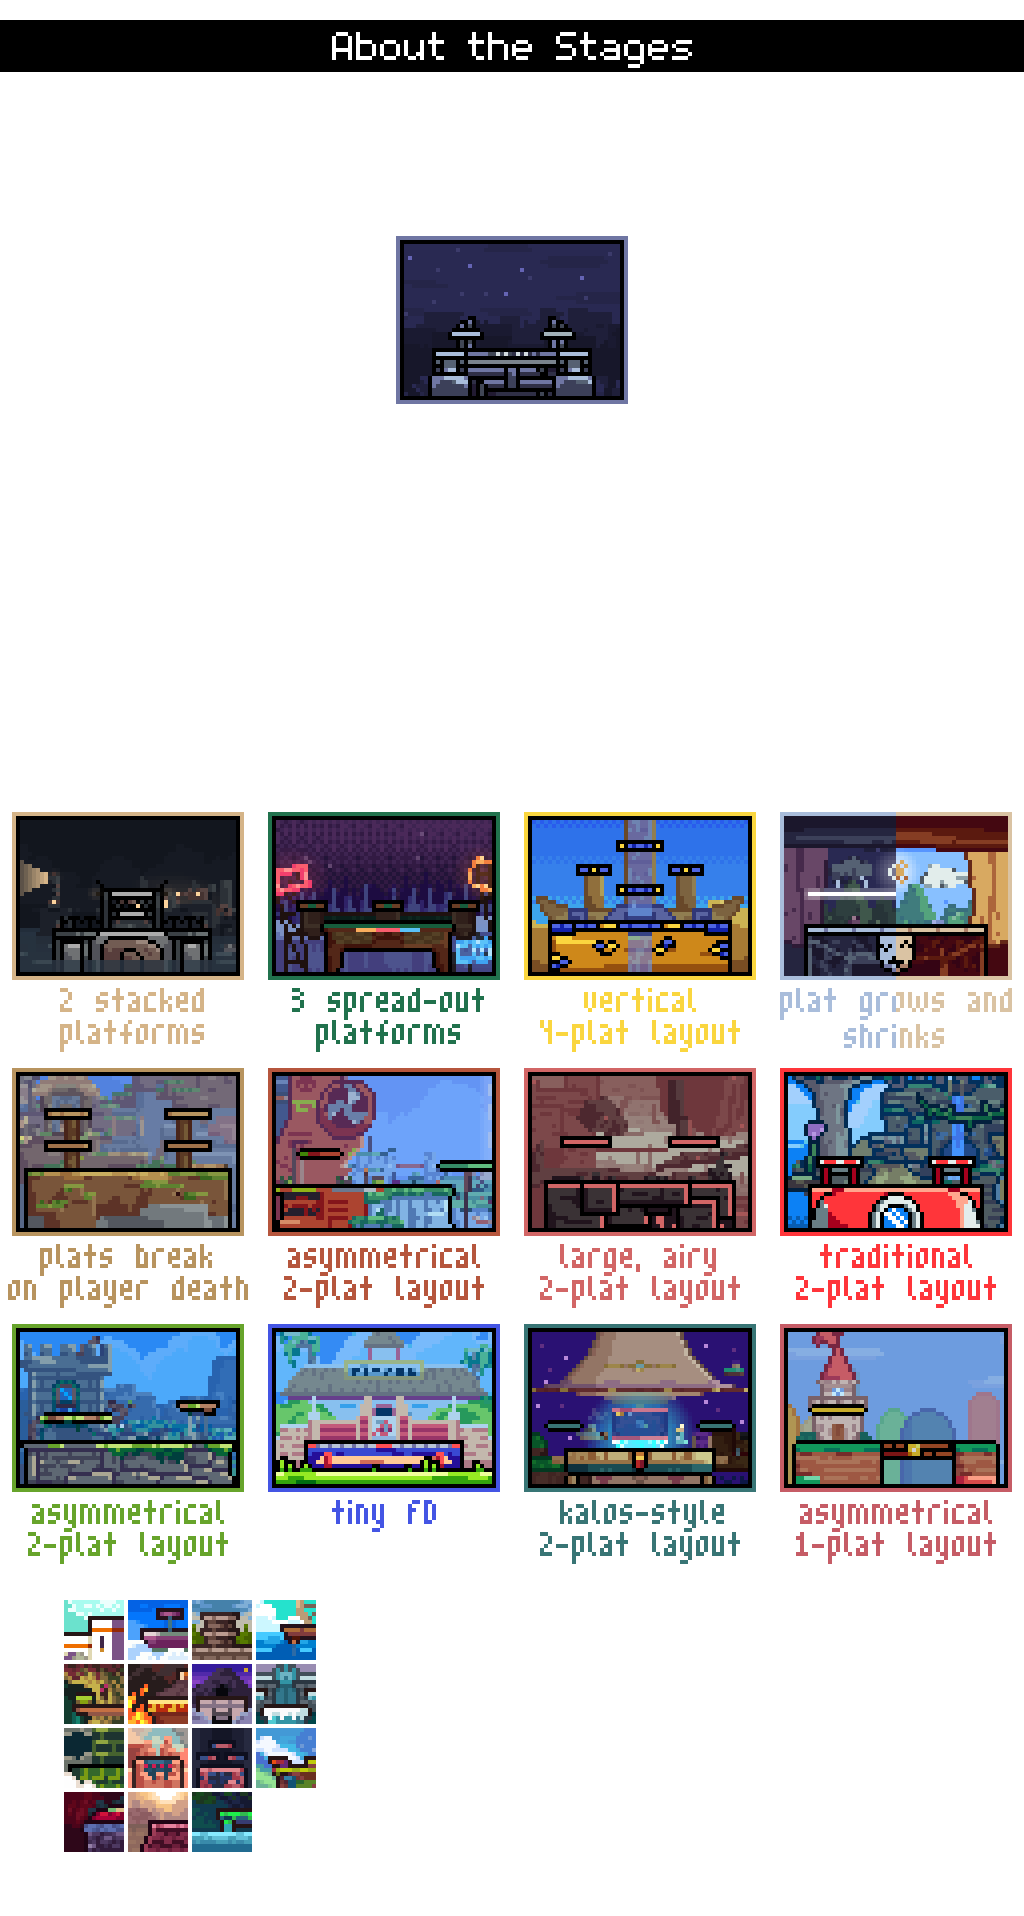 About the Stages
2 stacked
platforms
3 spread-out
platforms
vertical
4-plat layout
plat grows and
shrinks
plats break
on player death
asymmetrical
2-plat layout
large, airy
2-plat layout
traditional
2-plat layout
asymmetrical
2-plat layout
tiny FD
kalos-style
2-plat layout
asymmetrical
1-plat layout